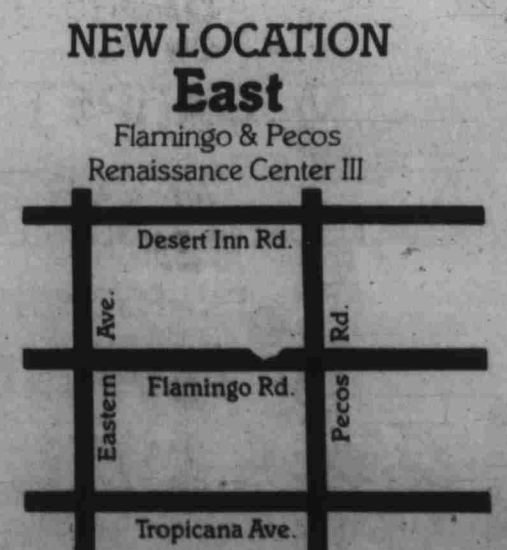 NEW LOCATION
East
Flamingo & Pecos
Renaissance Center III
Desert Inn Rd.
Eastern Ave.
Pecos Rd.
Flamingo Rd.
Tropicana Ave.